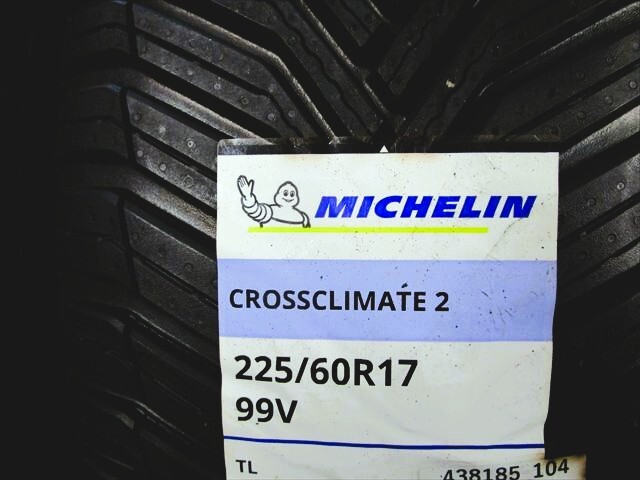 MICHELIN
CROSSCLIMATE 2
225/60R17
99V
TL
438185 104